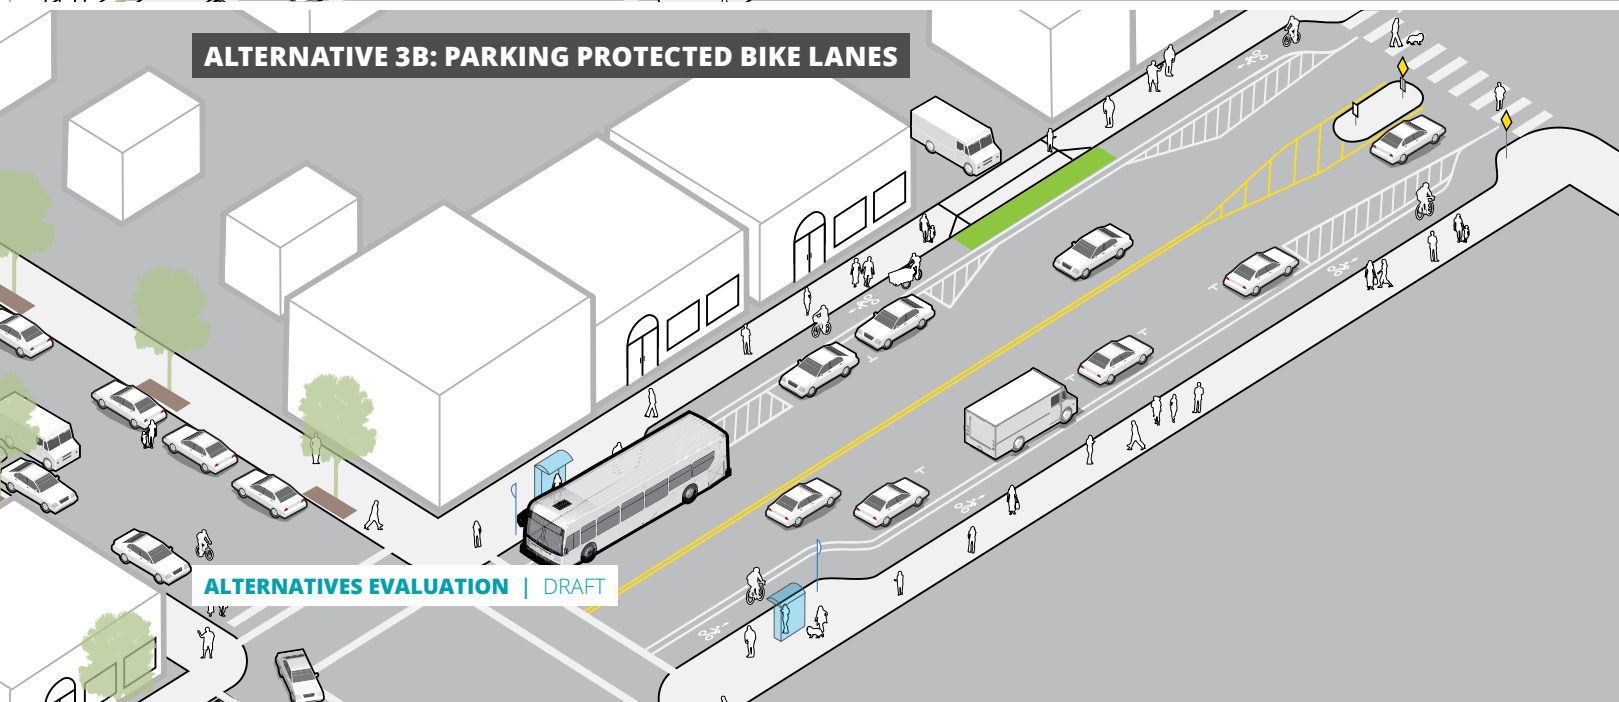 ALTERNATIVE 3B: PARKING PROTECTED BIKE LANES
ALTERNATIVES EVALUATION | DRAFT